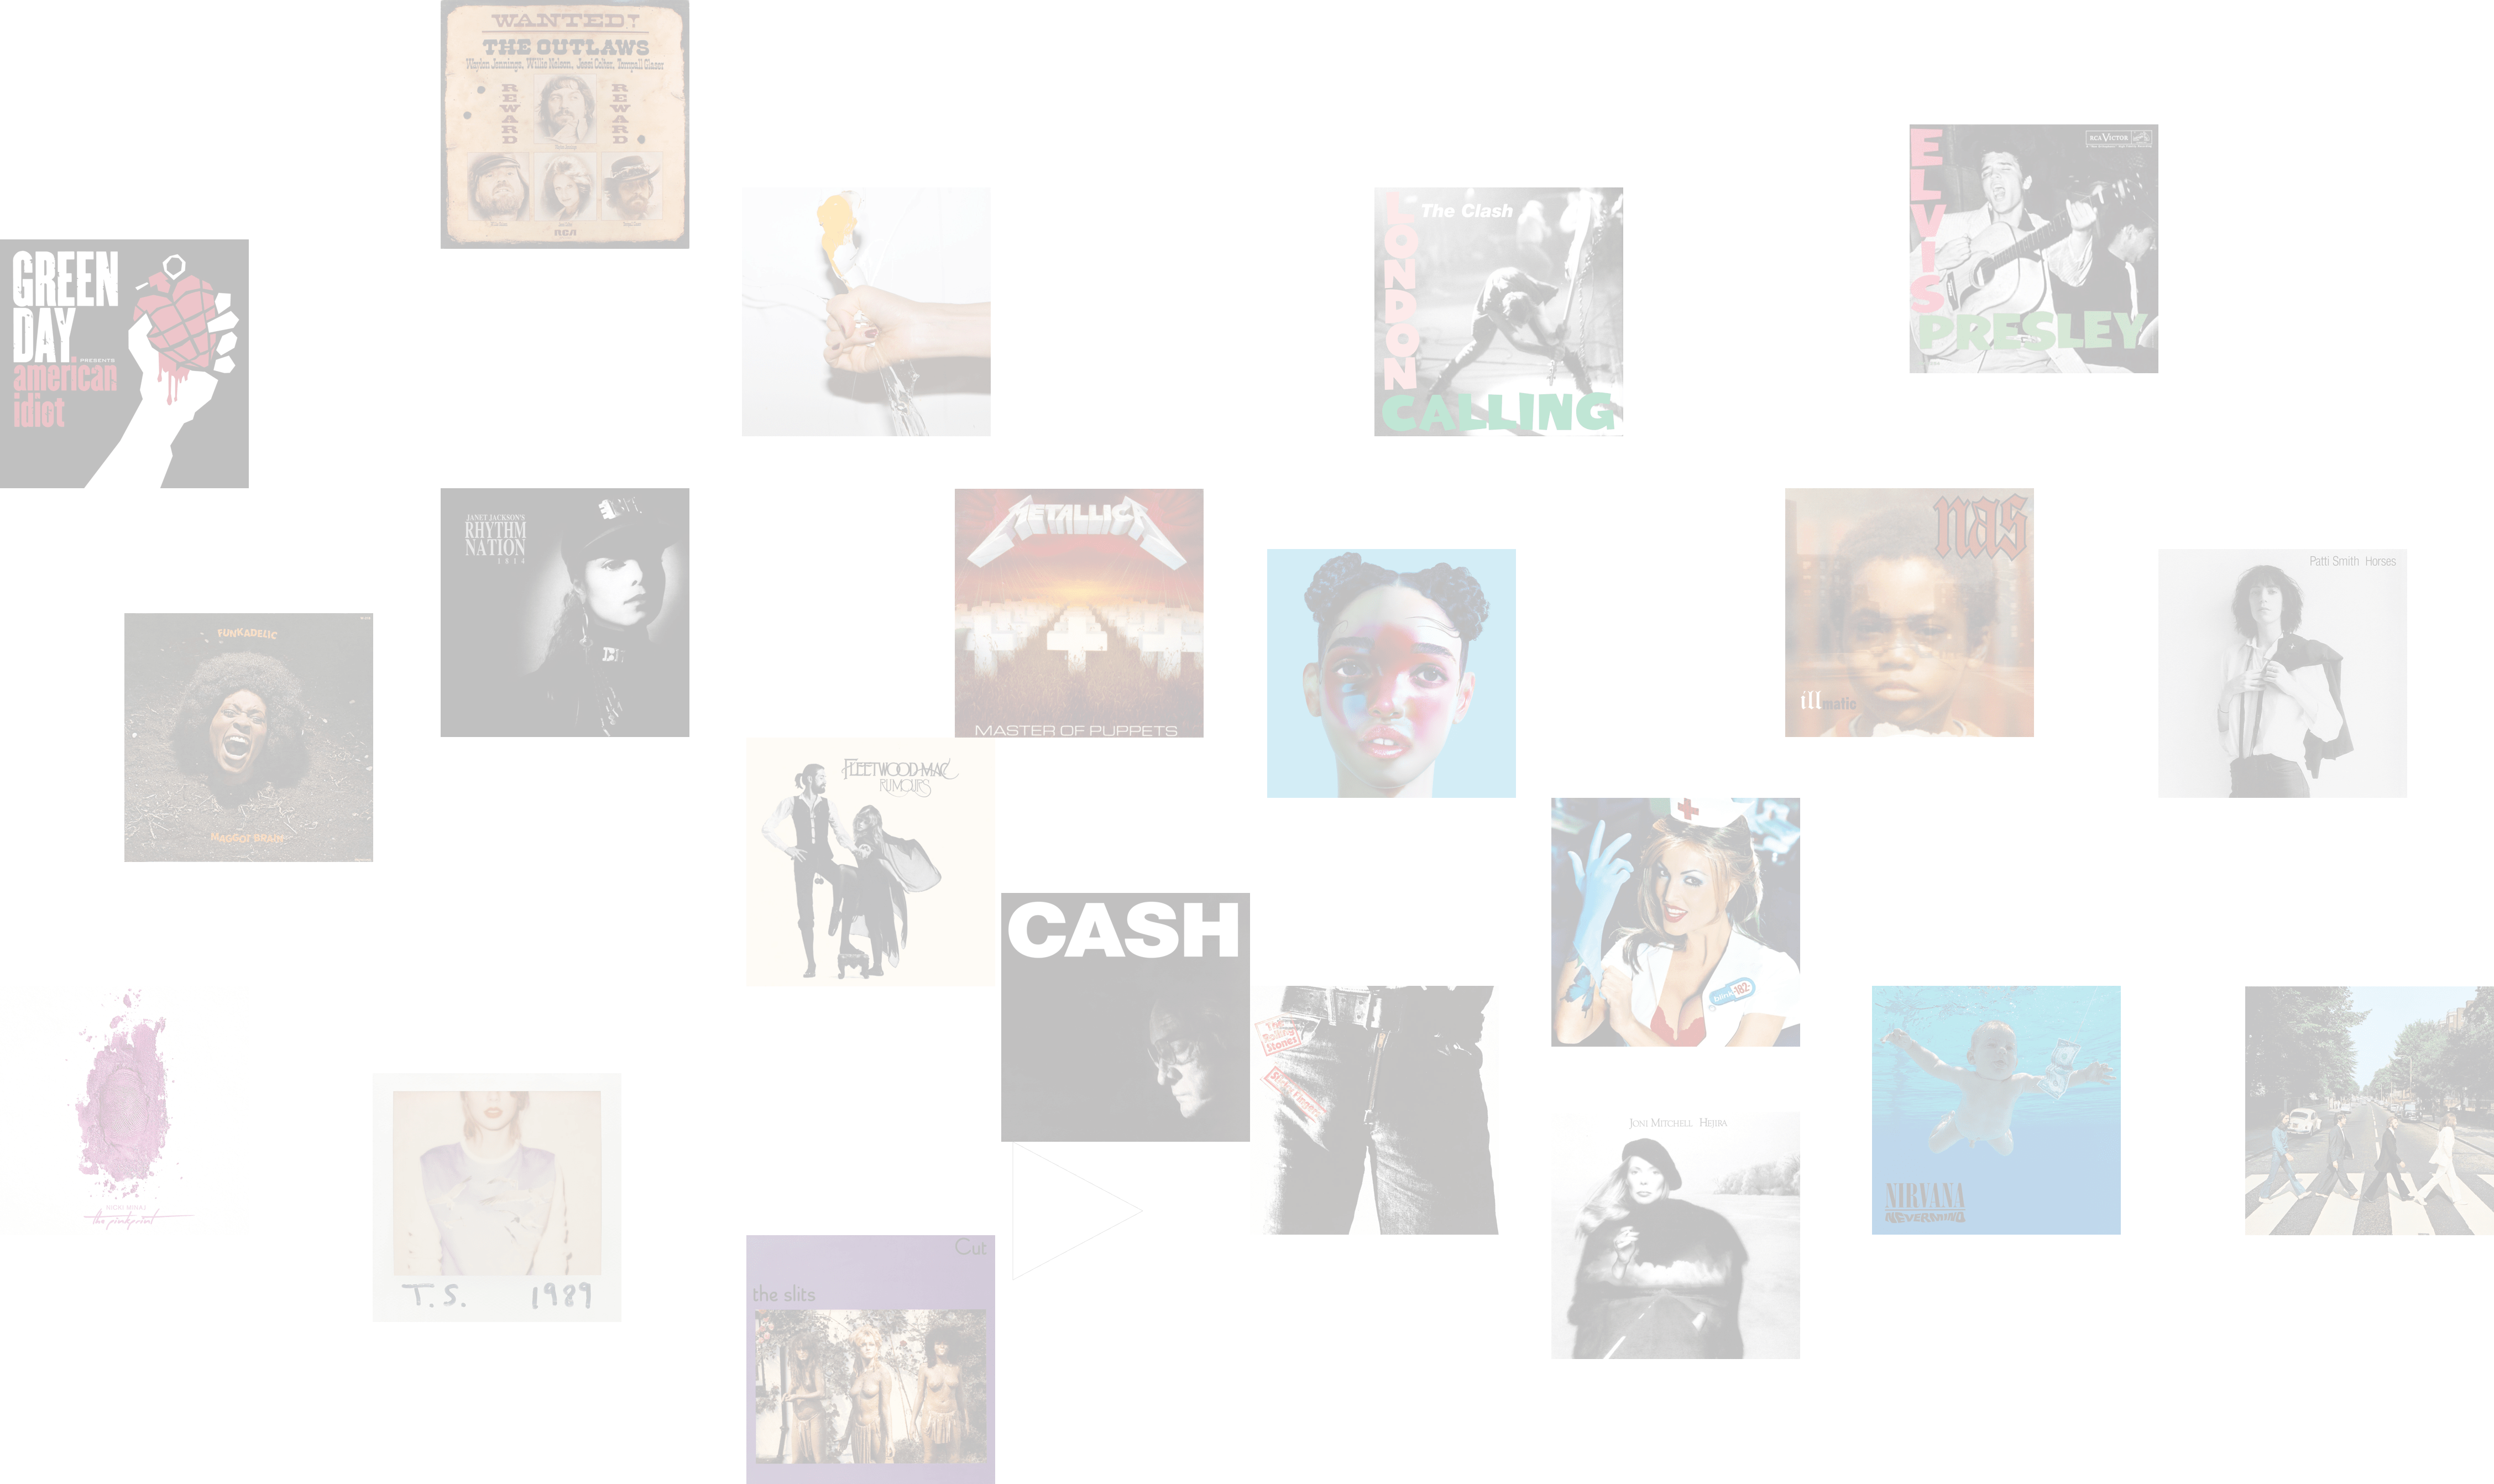 WANTED!
THE OUTLAWS
Waylon Jennings, Willie Nelson, Jessi Colter, Tompall Glaser
REWARD
REWARD
RCA
GREEN
DAY.
PRESENTS
american
idiot
The Clash
LONDON
CALLING
RCA VICTOR
ELVIS
PRESLEY
JANET JACKSON'S
RHYTHM
NATION
1814
METALLICA
MASTER OF PUPPETS
nas
illmatic
Patti Smith Horses
FUNKADELIC
MAGGOT BRAIN
FLEETWOOD MAC
RUMOURS
CASH
The
Rolling
Stones
Sticky Fingers
blink-182
NICKI MINAJ
the pinkprint
T.S. 1989
JONI MITCHELL HEJIRA
NIRVANA
NEVERMIND
Cut
the slits